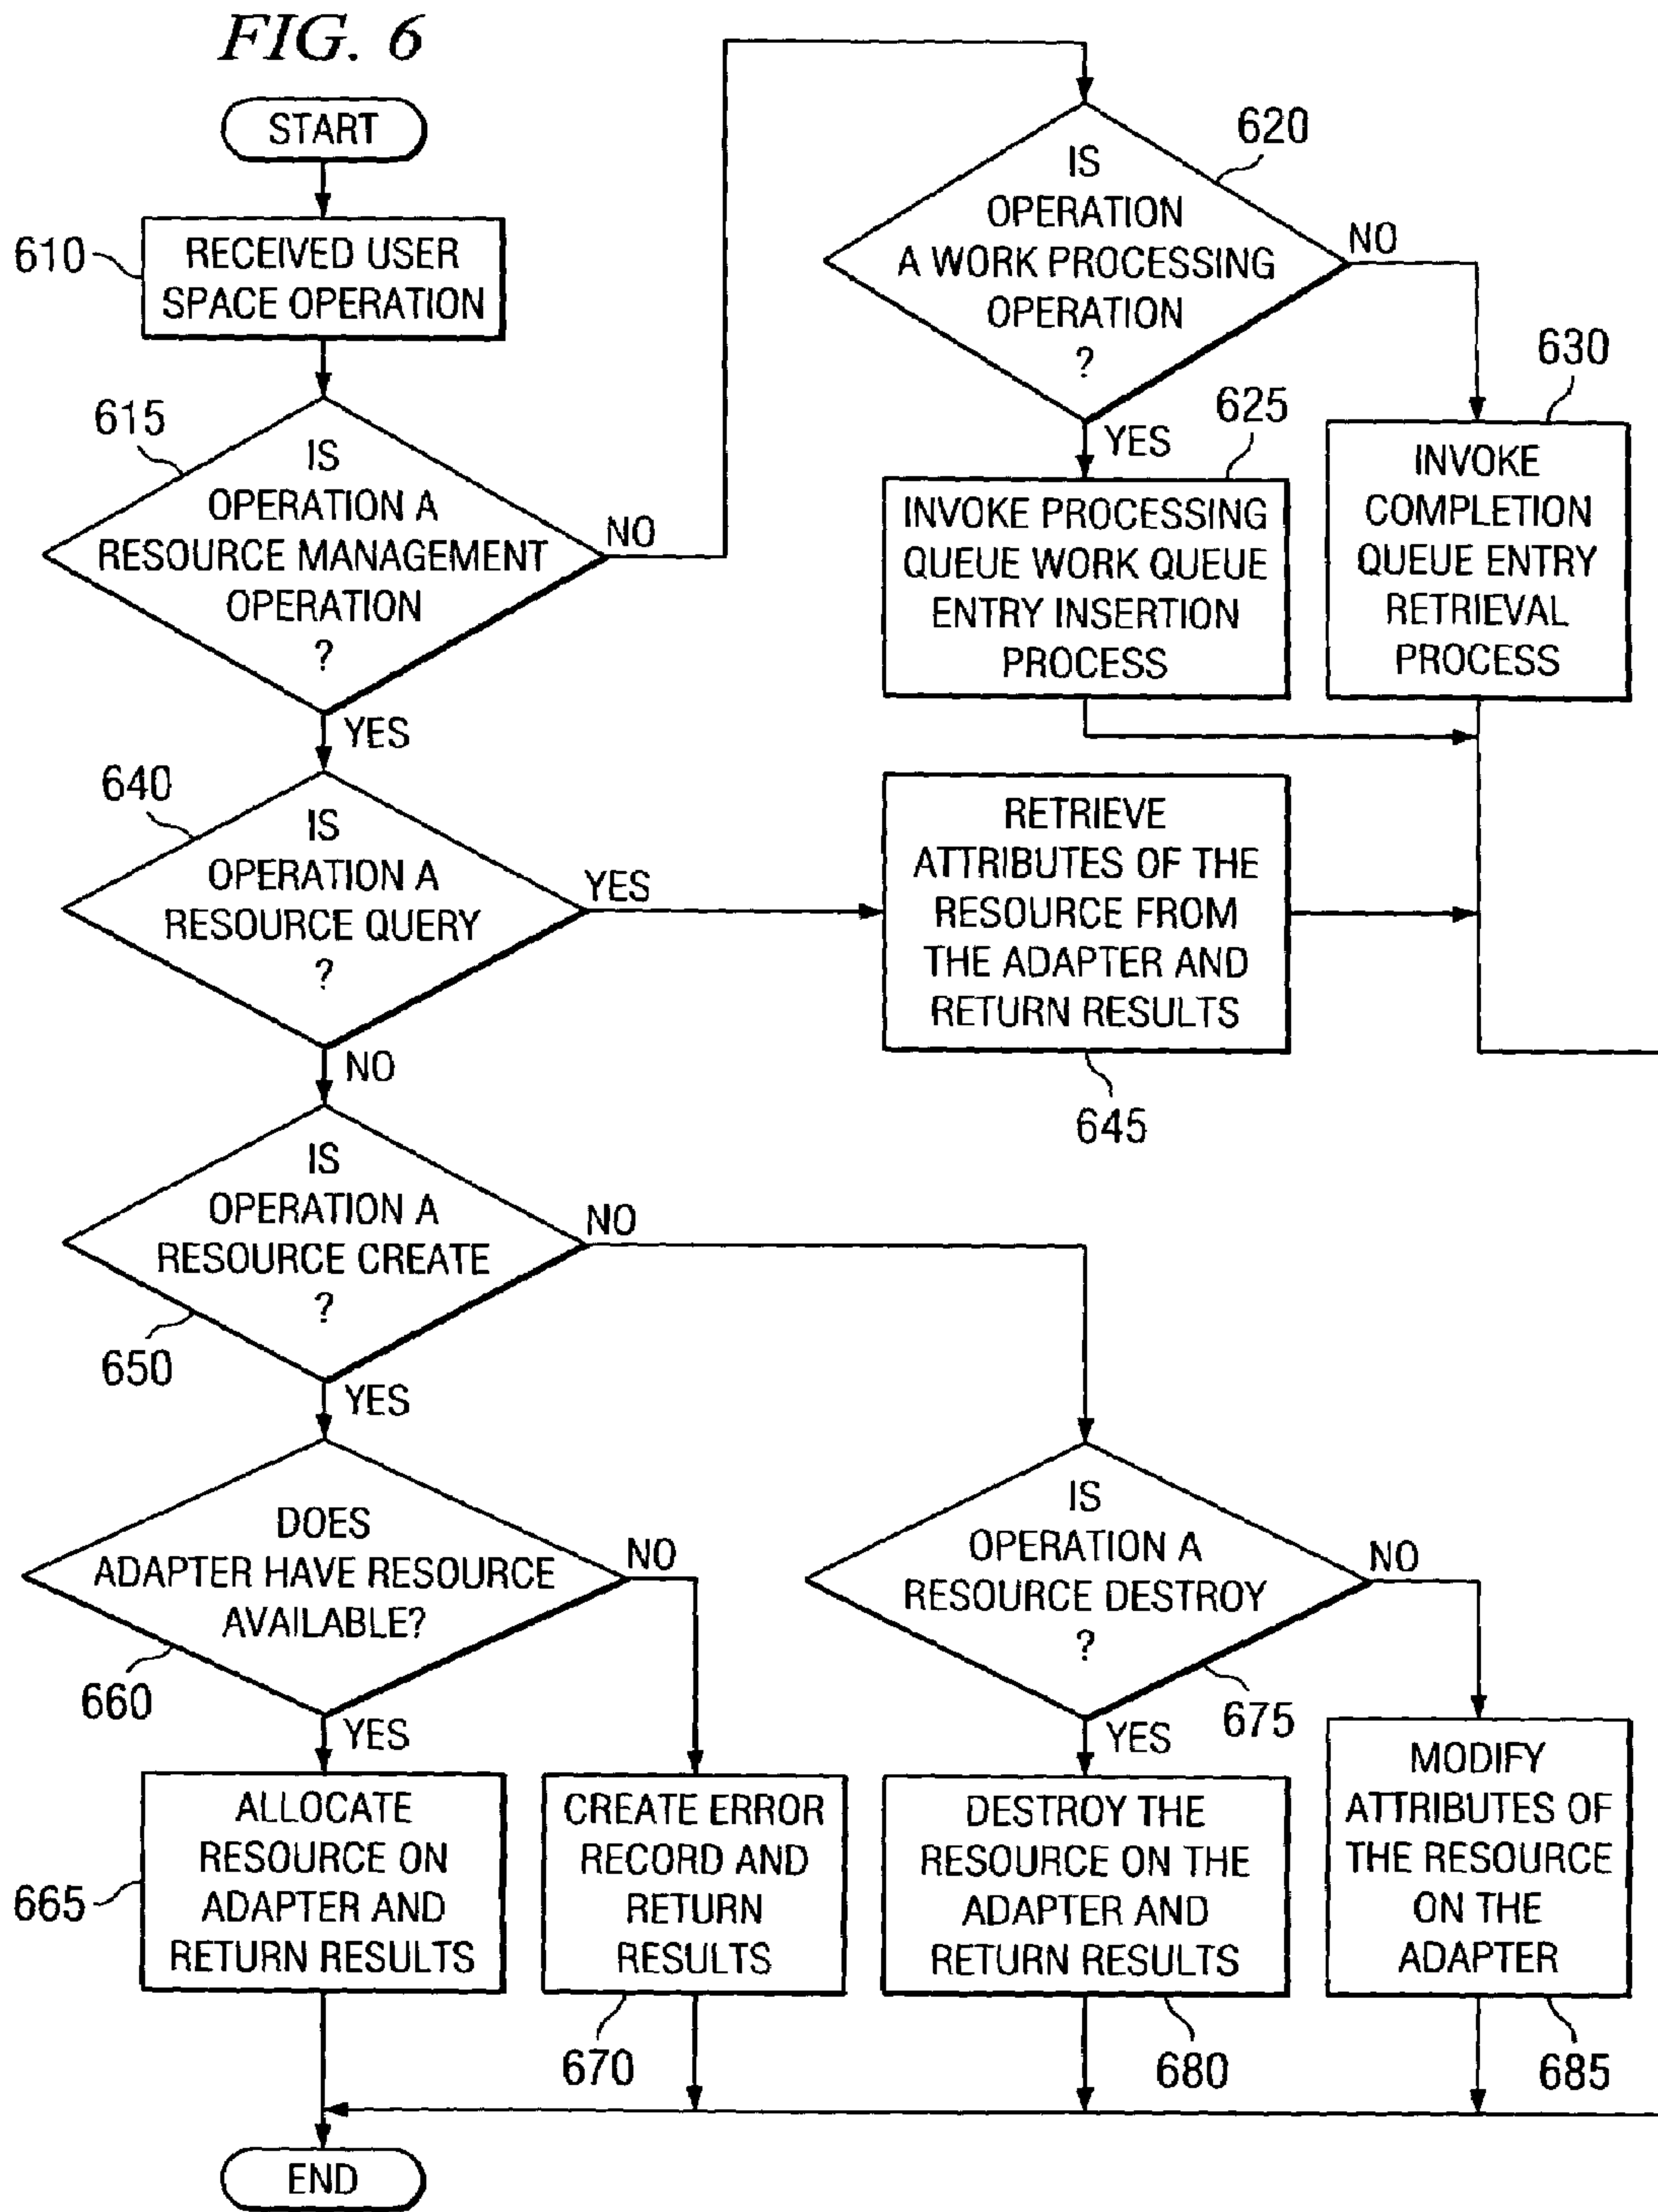 FIG. 6
START
610
RECEIVED USER
SPACE OPERATION
615
IS
OPERATION A
RESOURCE MANAGEMENT
OPERATION
?
NO
YES
620
IS
OPERATION
A WORK PROCESSING
OPERATION
?
NO
YES
625
INVOKE PROCESSING
QUEUE WORK QUEUE
ENTRY INSERTION
PROCESS
630
INVOKE
COMPLETION
QUEUE ENTRY
RETRIEVAL
PROCESS
640
IS
OPERATION A
RESOURCE QUERY
?
YES
NO
RETRIEVE
ATTRIBUTES OF THE
RESOURCE FROM
THE ADAPTER AND
RETURN RESULTS
645
IS
OPERATION A
RESOURCE CREATE
?
NO
650
YES
DOES
ADAPTER HAVE RESOURCE
AVAILABLE?
NO
660
YES
IS
OPERATION A
RESOURCE DESTROY
?
NO
675
YES
665
ALLOCATE
RESOURCE ON
ADAPTER AND
RETURN RESULTS
CREATE ERROR
RECORD AND
RETURN
RESULTS
670
DESTROY THE
RESOURCE ON THE
ADAPTER AND
RETURN RESULTS
680
MODIFY
ATTRIBUTES OF
THE RESOURCE
ON THE
ADAPTER
685
END